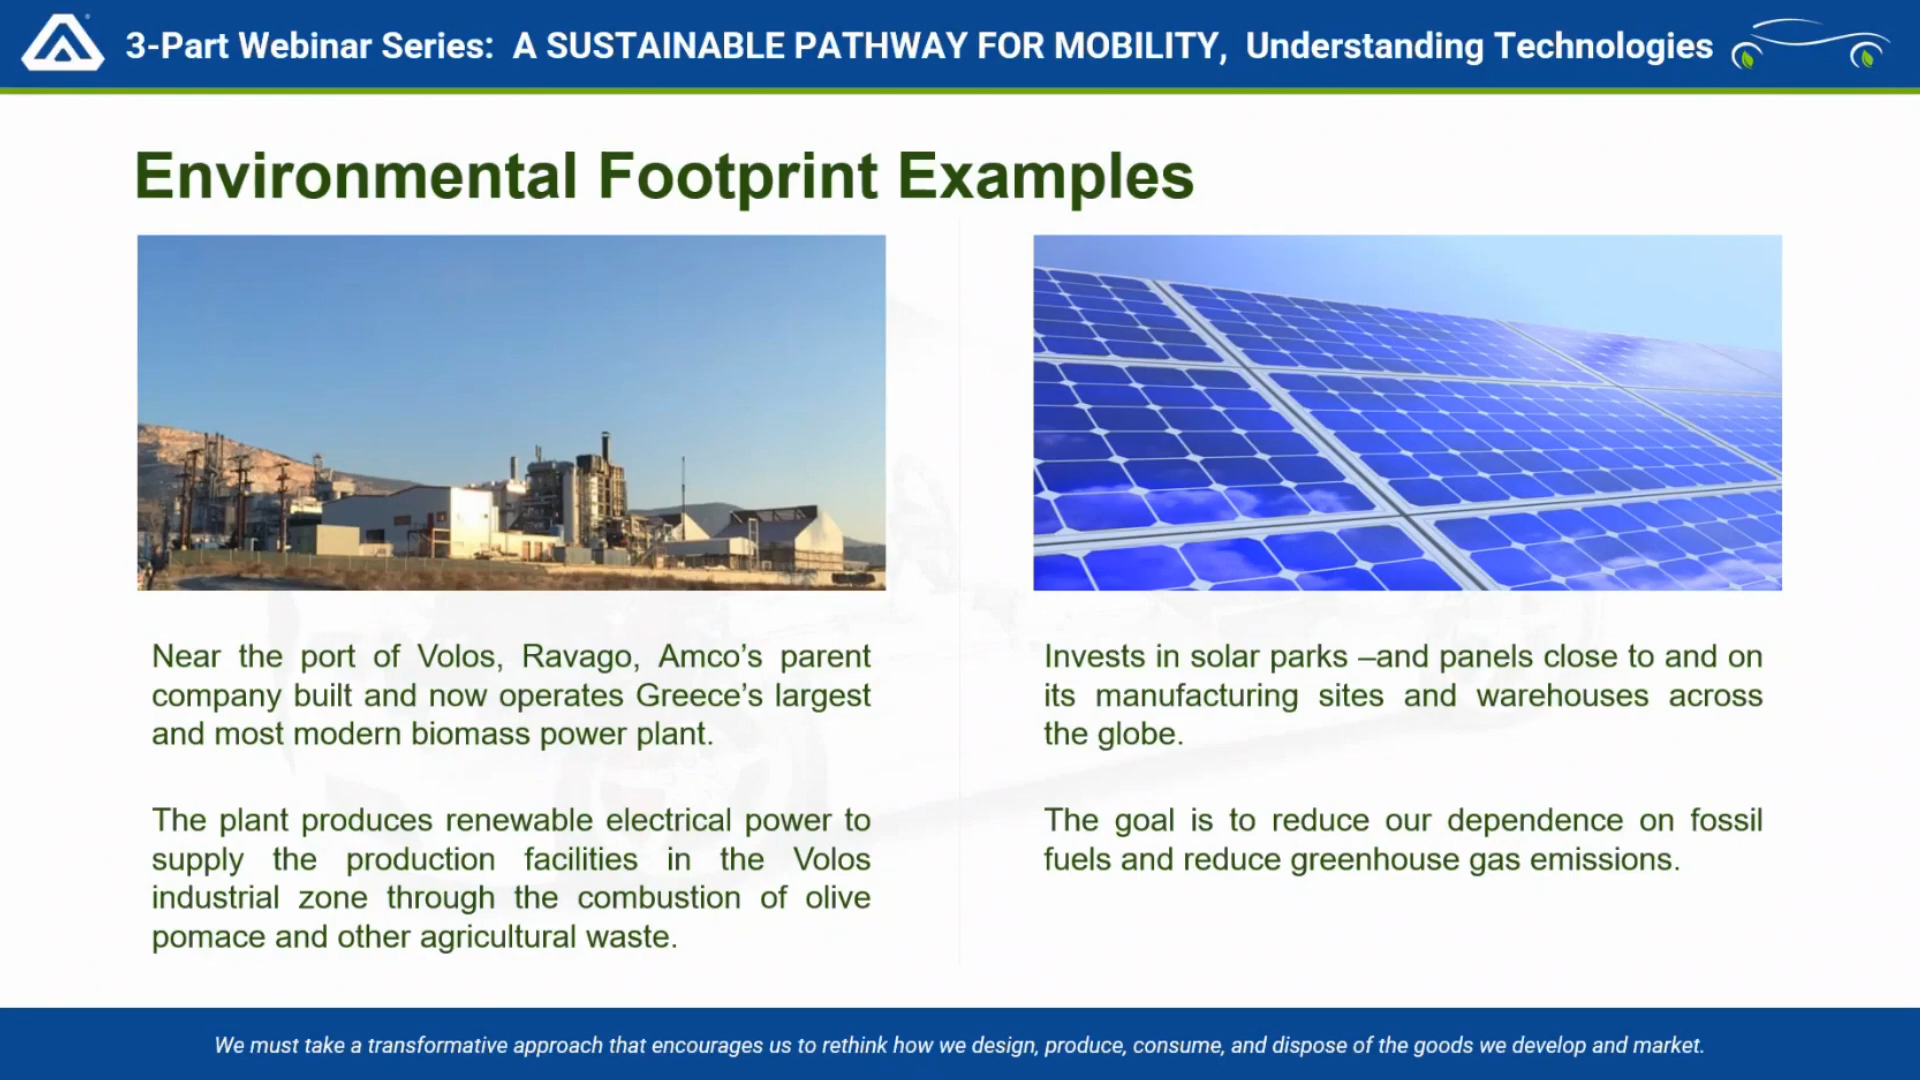 3-Part Webinar Series: A SUSTAINABLE PATHWAY FOR MOBILITY, Understanding Technologies
Environmental Footprint Examples
Near the port of Volos, Ravago, Amco’s parent
company built and now operates Greece’s largest
and most modern biomass power plant.
The plant produces renewable electrical power to
supply the production facilities in the Volos
industrial zone through the combustion of olive
pomace and other agricultural waste.
Invests in solar parks –and panels close to and on
its manufacturing sites and warehouses across
the globe.
The goal is to reduce our dependence on fossil
fuels and reduce greenhouse gas emissions.
We must take a transformative approach that encourages us to rethink how we design, produce, consume, and dispose of the goods we develop and market.